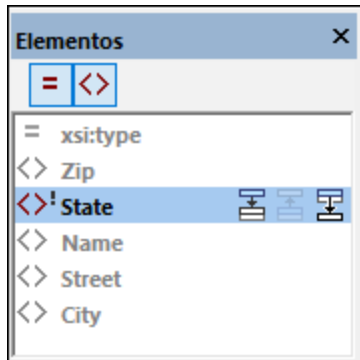 Elementos
= <>
= xsi:type
<> Zip
<>! State
<> Name
<> Street
<> City